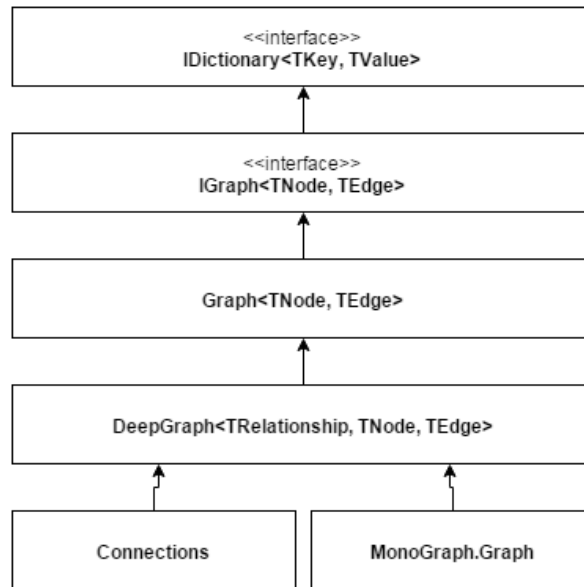 <<interface>>
IDictionary<TKey, TValue>
<<interface>>
IGraph<TNode, TEdge>
Graph<TNode, TEdge>
DeepGraph<TRelationship, TNode, TEdge>
Connections
MonoGraph.Graph